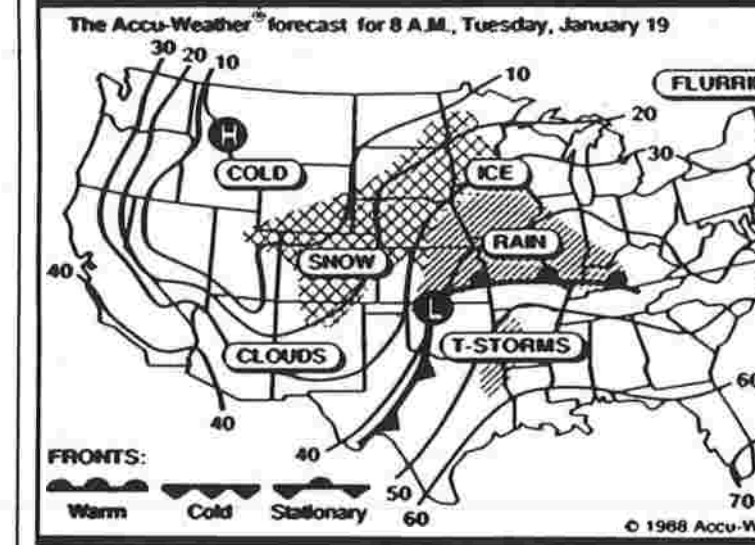 The Accu-Weather® forecast for 8 A.M., Tuesday, January 19
30 20 10
10
FLURRI
20
H
30
COLD
ICE
RAIN
SNOW
40
L
CLOUDS
T-STORMS
60
40
40
FRONTS:
50
70
Warm Cold Stationary
60
© 1988 Accu-W